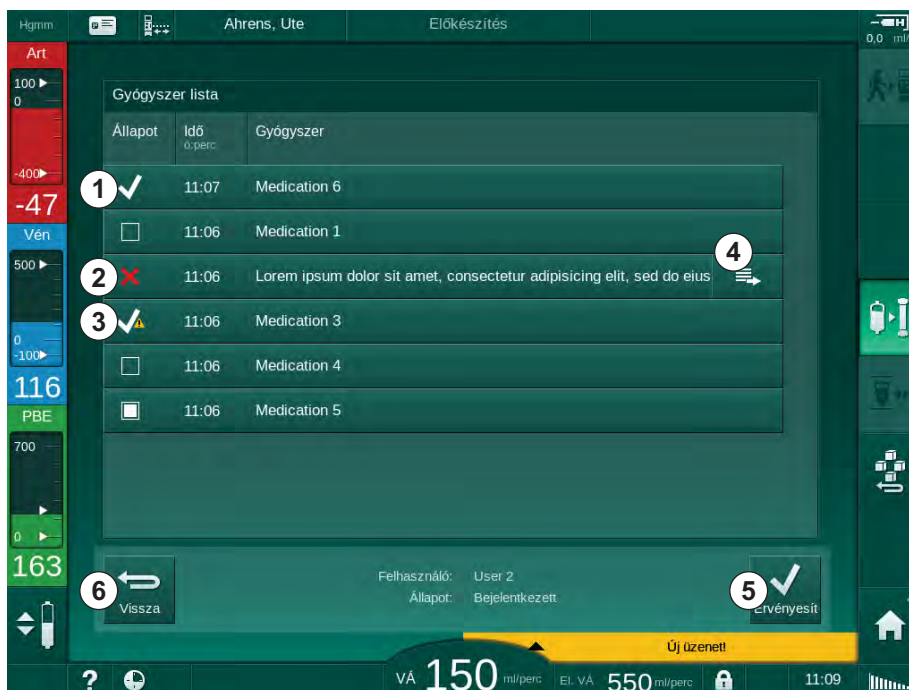 Hgmm
Ahrens, Ute
Előkészítés
0,0 ml/
Art
100
0
-400
-47
Vén
500
0
-100
116
PBE
700
0
163
Gyógyszer lista
Állapot
Idő
ó:perc
Gyógyszer
1
11:07 Medication 6
11:06 Medication 1
2
11:06 Lorem ipsum dolor sit amet, consectetur adipisicing elit, sed do eius
4
3
11:06 Medication 3
11:06 Medication 4
11:06 Medication 5
6
Vissza
Felhasználó: User 2
Állapot: Bejelentkezett
5
Érvényesít
Új üzenet!
?
VÁ 150 ml/perc
El. VÁ 550 ml/perc
11:09